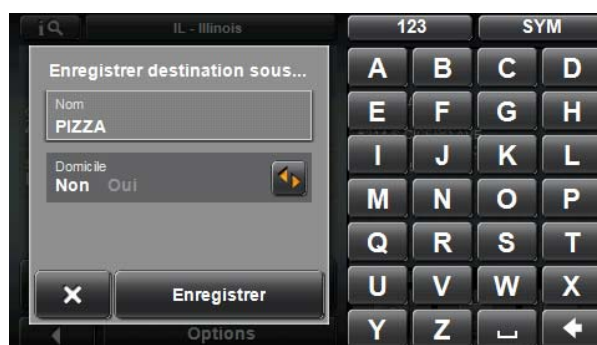 IL - Illinois
123 SYM
Enregistrer destination sous...
A B C D
Nom
PIZZA
E F G H
Domicile
Non Oui
I J K L
M N O P
Q R S T
Enregistrer
U V W X
Options
Y Z